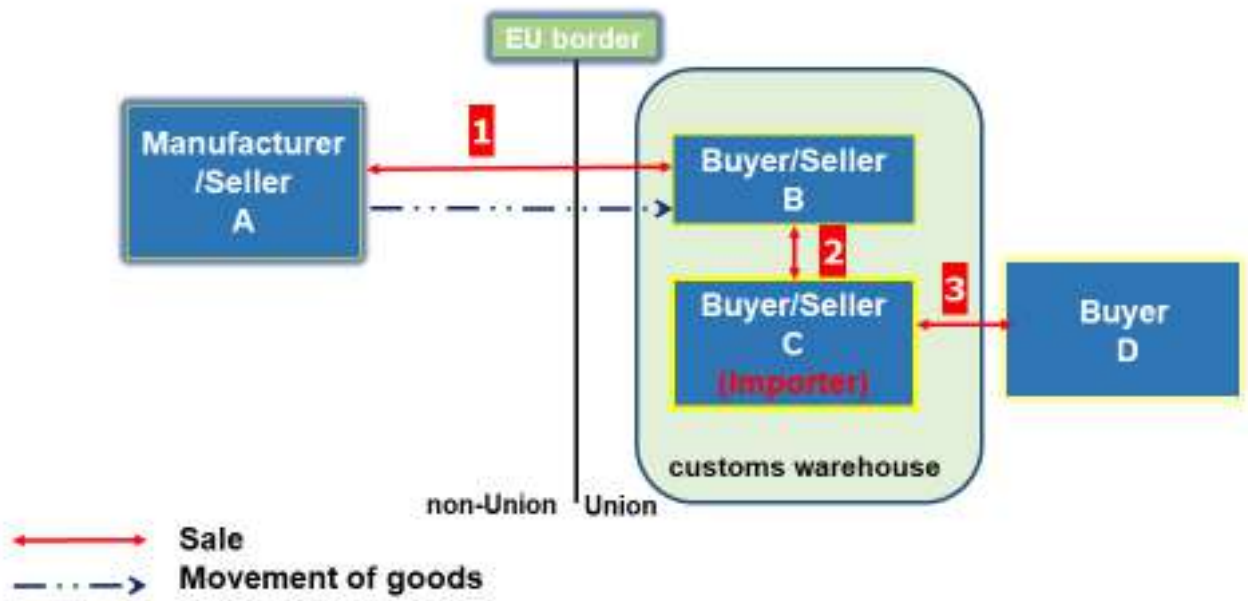 EU border
Manufacturer
/Seller
A
1
Buyer/Seller
B
2
Buyer/Seller
C
(Importer)
3
Buyer
D
customs warehouse
non-Union
Union
Sale
Movement of goods